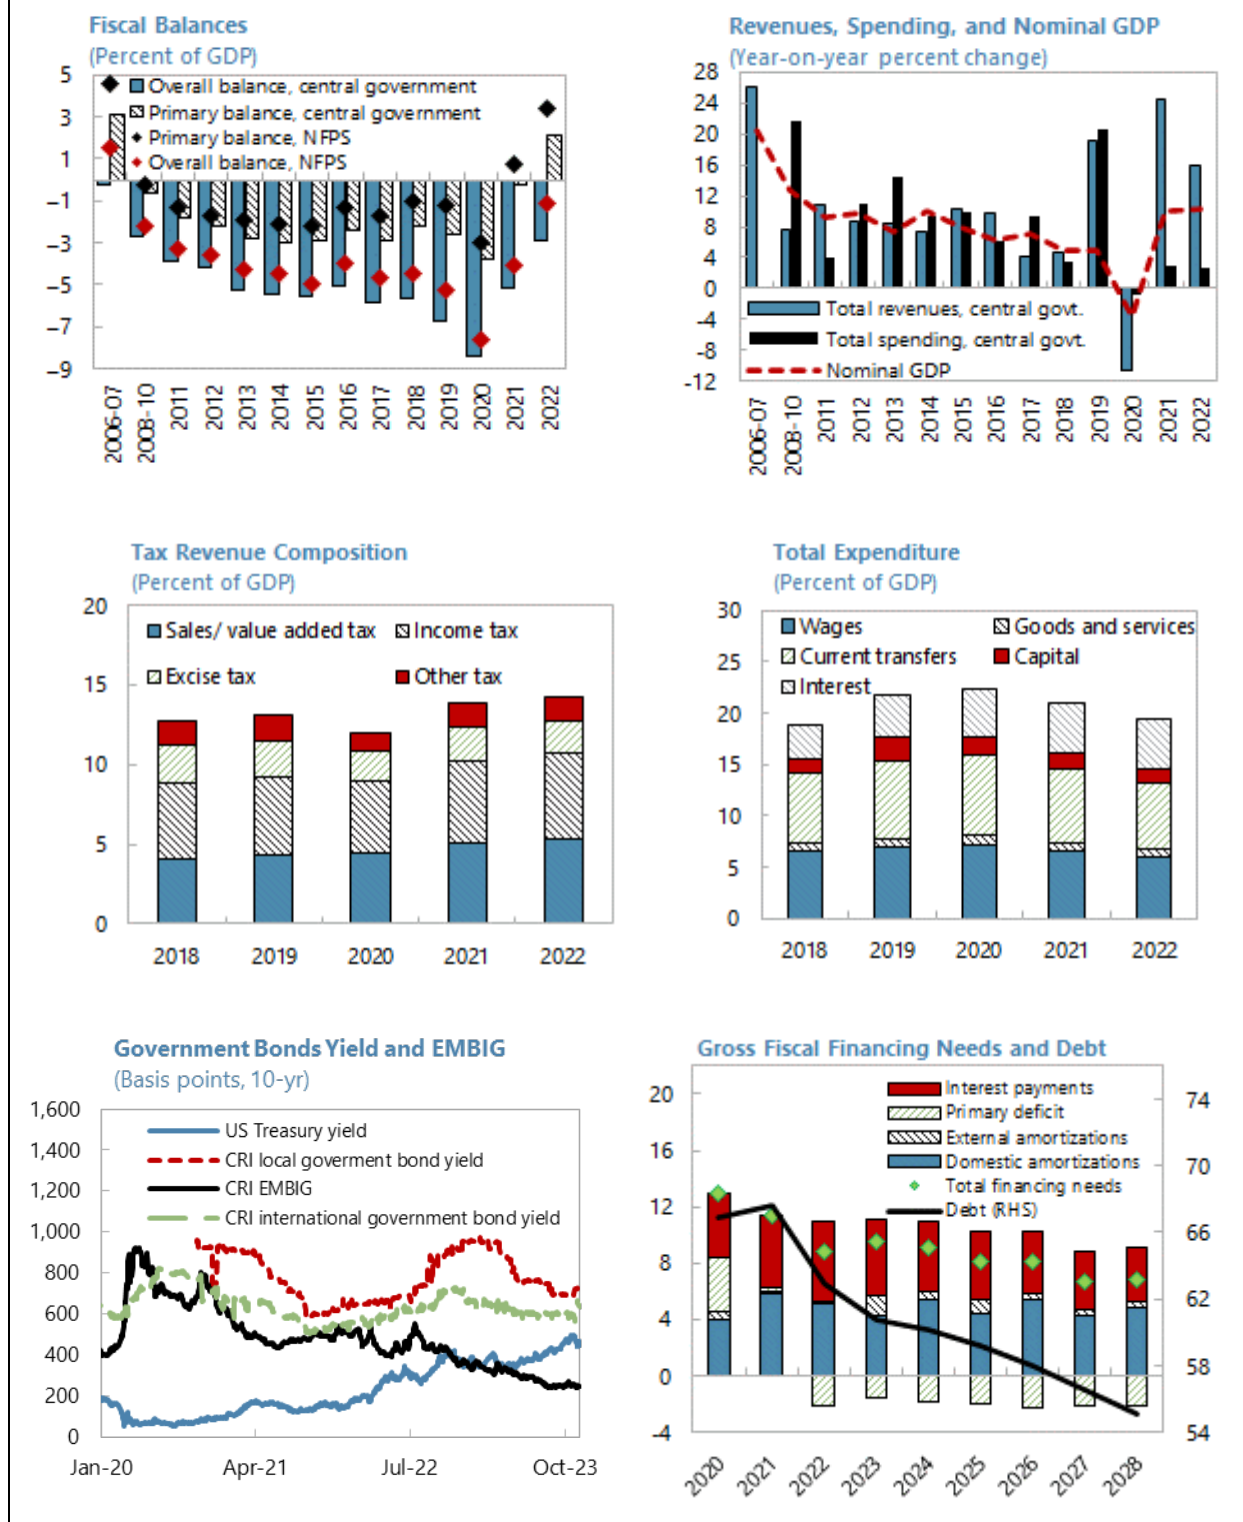 Fiscal Balances
(Percent of GDP)
5
3
1
–1
–3
–5
–7
–9
Overall balance, central government
Primary balance, central government
Primary balance, NFPS
Overall balance, NFPS
2006-07
2008-10
2011
2012
2013
2014
2015
2016
2017
2018
2019
2020
2021
2022
Revenues, Spending, and Nominal GDP
(Year-on-year percent change)
28
24
20
16
12
8
4
0
-4
-8
-12
Total revenues, central govt.
Total spending, central govt.
Nominal GDP
2006-07
2008-10
2011
2012
2013
2014
2015
2016
2017
2018
2019
2020
2021
2022
Tax Revenue Composition
(Percent of GDP)
20
15
10
5
0
Sales/ value added tax
Income tax
Excise tax
Other tax
2018
2019
2020
2021
2022
Total Expenditure
(Percent of GDP)
30
25
20
15
10
5
0
Wages
Goods and services
Current transfers
Capital
Interest
2018
2019
2020
2021
2022
Government Bonds Yield and EMBIG
(Basis points, 10-yr)
1,600
1,400
1,200
1,000
800
600
400
200
0
US Treasury yield
CRI local goverment bond yield
CRI EMBIG
CRI international government bond yield
Jan-20
Apr-21
Jul-22
Oct-23
Gross Fiscal Financing Needs and Debt
20
16
12
8
4
0
-4
Interest payments
Primary deficit
External amortizations
Domestic amortizations
Total financing needs
Debt (RHS)
74
70
66
62
58
54
2020
2021
2022
2023
2024
2025
2026
2027
2028